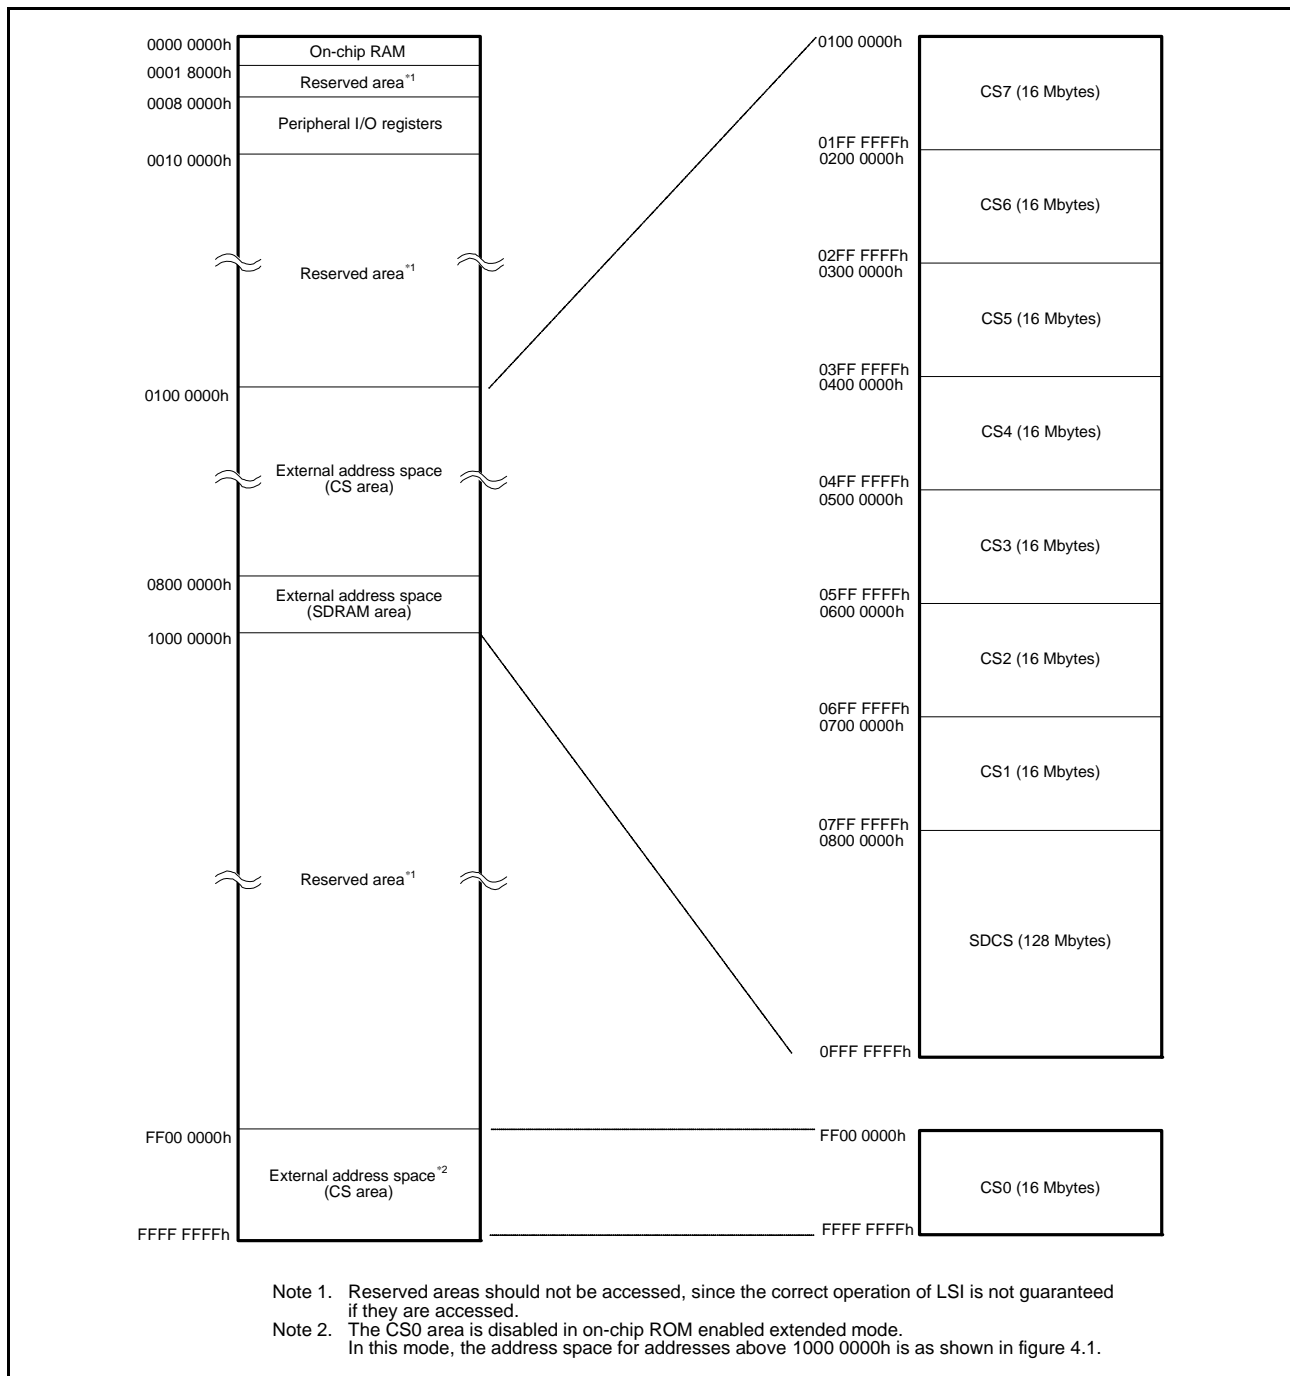 0000 0000h
On-chip RAM
0001 8000h
Reserved area*1
0008 0000h
Peripheral I/O registers
0010 0000h
Reserved area*1
0100 0000h
External address space
(CS area)
0800 0000h
External address space
(SDRAM area)
1000 0000h
Reserved area*1
FF00 0000h
External address space*2
(CS area)
FFFF FFFFh
0100 0000h
CS7 (16 Mbytes)
01FF FFFFh
0200 0000h
CS6 (16 Mbytes)
02FF FFFFh
0300 0000h
CS5 (16 Mbytes)
03FF FFFFh
0400 0000h
CS4 (16 Mbytes)
04FF FFFFh
0500 0000h
CS3 (16 Mbytes)
05FF FFFFh
0600 0000h
CS2 (16 Mbytes)
06FF FFFFh
0700 0000h
CS1 (16 Mbytes)
07FF FFFFh
0800 0000h
SDCS (128 Mbytes)
0FFF FFFFh
FF00 0000h
CS0 (16 Mbytes)
FFFF FFFFh
Note 1. Reserved areas should not be accessed, since the correct operation of LSI is not guaranteed
if they are accessed.
Note 2. The CS0 area is disabled in on-chip ROM enabled extended mode.
In this mode, the address space for addresses above 1000 0000h is as shown in figure 4.1.